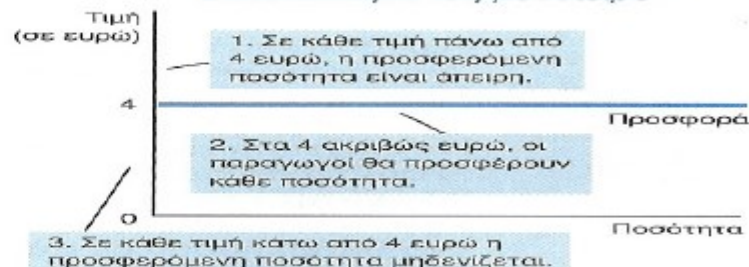 Τιμή
(σε ευρώ)
1. Σε κάθε τιμή πάνω από
4 ευρώ, η προσφερόμενη
ποσότητα είναι άπειρη.
4
Προσφορά
2. Στα 4 ακριβώς ευρώ, οι
παραγωγοί θα προσφέρουν
κάθε ποσότητα.
0
Ποσότητα
3. Σε κάθε τιμή κάτω από 4 ευρώ η
προσφερόμενη ποσότητα μηδενίζεται.